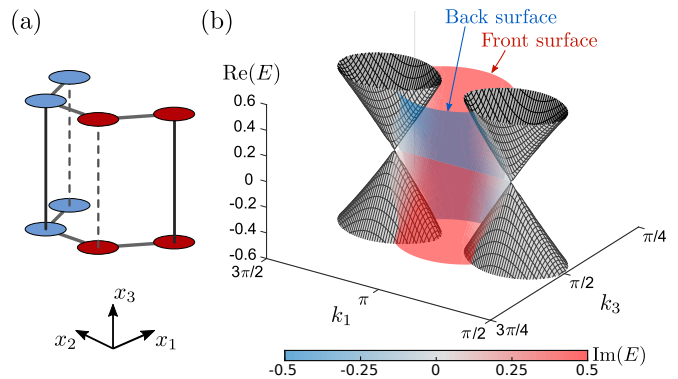 (a)
x₃
x₂
x₁
(b)
Back surface
Front surface
Re(E)
0.6
0.4
0.2
0
-0.2
-0.4
-0.6
3π/2
π
π/2
k₁
3π/4
π/2
π/4
k₃
-0.5
-0.25
0
0.25
0.5
Im(E)